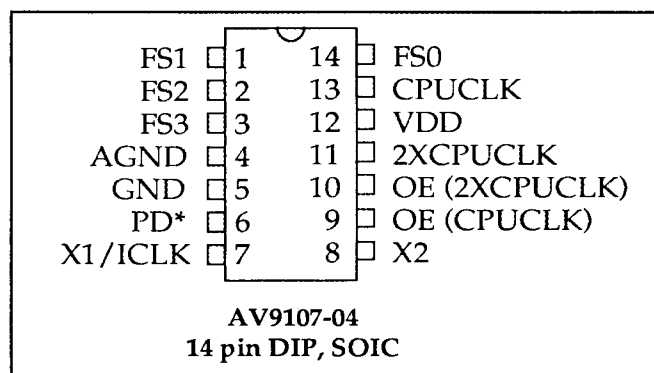 FS1 1 14 FS0
FS2 2 13 CPUCLK
FS3 3 12 VDD
AGND 4 11 2XCPUCLK
GND 5 10 OE (2XCPUCLK)
PD* 6 9 OE (CPUCLK)
X1/ICLK 7 8 X2
AV9107-04
14 pin DIP, SOIC